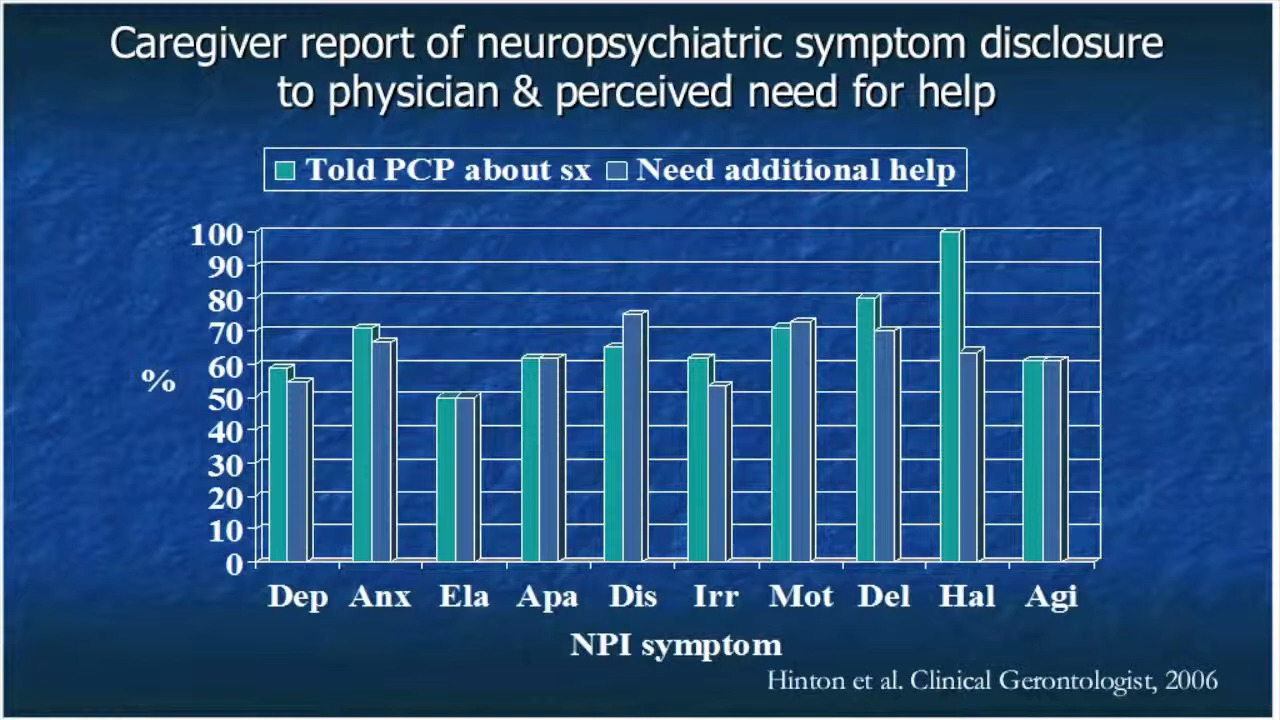 Caregiver report of neuropsychiatric symptom disclosure
to physician & perceived need for help
Told PCP about sx Need additional help
100
90
80
70
60
50
40
30
20
10
0
%
Dep Anx Ela Apa Dis Irr Mot Del Hal Agi
NPI symptom
Hinton et al. Clinical Gerontologist, 2006